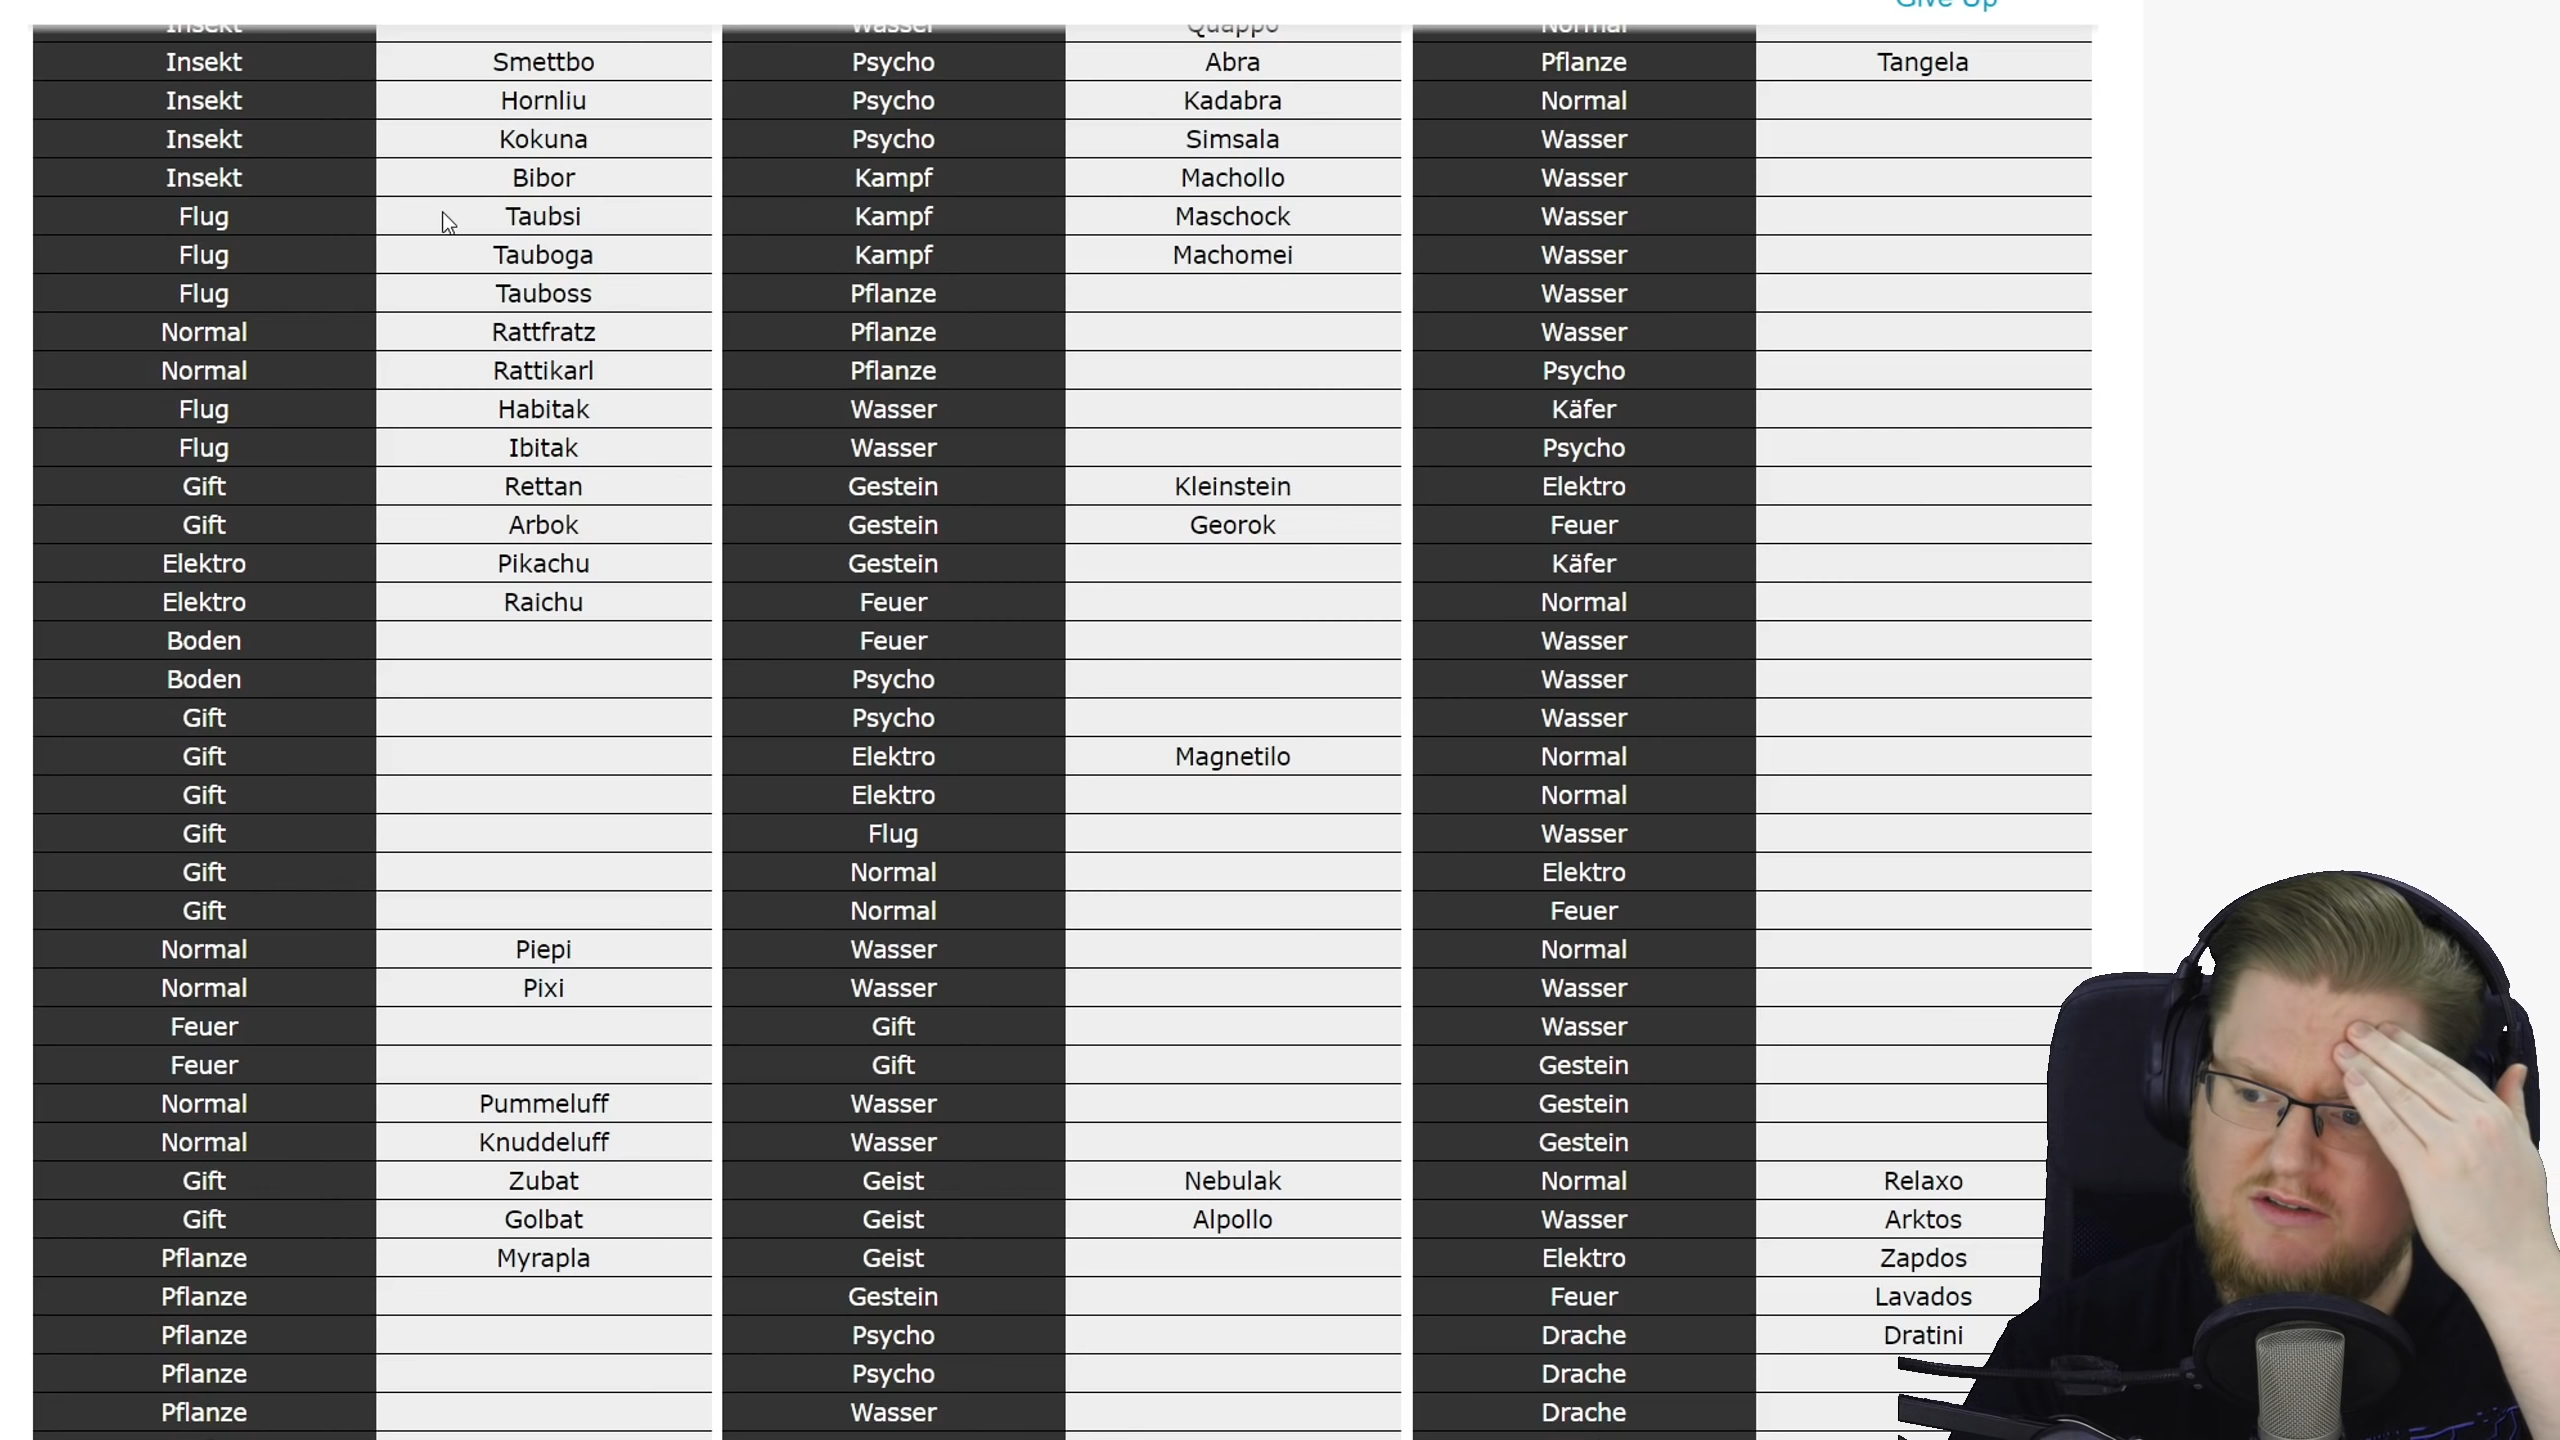 Give Up
Insekt Wasser Quappo Normal
Insekt Smettbo Psycho Abra Pflanze Tangela
Insekt Hornliu Psycho Kadabra Normal
Insekt Kokuna Psycho Simsala Wasser
Insekt Bibor Kampf Machollo Wasser
Flug Taubsi Kampf Maschock Wasser
Flug Tauboga Kampf Machomei Wasser
Flug Tauboss Pflanze Wasser
Normal Rattfratz Pflanze Wasser
Normal Rattikarl Pflanze Psycho
Flug Habitak Wasser Käfer
Flug Ibitak Wasser Psycho
Gift Rettan Gestein Kleinstein Elektro
Gift Arbok Gestein Georok Feuer
Elektro Pikachu Gestein Käfer
Elektro Raichu Feuer Normal
Boden Feuer Wasser
Boden Psycho Wasser
Gift Psycho Wasser
Gift Elektro Magnetilo Normal
Gift Elektro Normal
Gift Flug Wasser
Gift Normal Elektro
Gift Normal Feuer
Normal Piepi Wasser Normal
Normal Pixi Wasser Wasser
Feuer Gift Wasser
Feuer Gift Gestein
Normal Pummeluff Wasser Gestein
Normal Knuddeluff Wasser Gestein
Gift Zubat Geist Nebulak Normal Relaxo
Gift Golbat Geist Alpollo Wasser Arktos
Pflanze Myrapla Geist Elektro Zapdos
Pflanze Gestein Feuer Lavados
Pflanze Psycho Drache Dratini
Pflanze Psycho Drache
Pflanze Wasser Drache